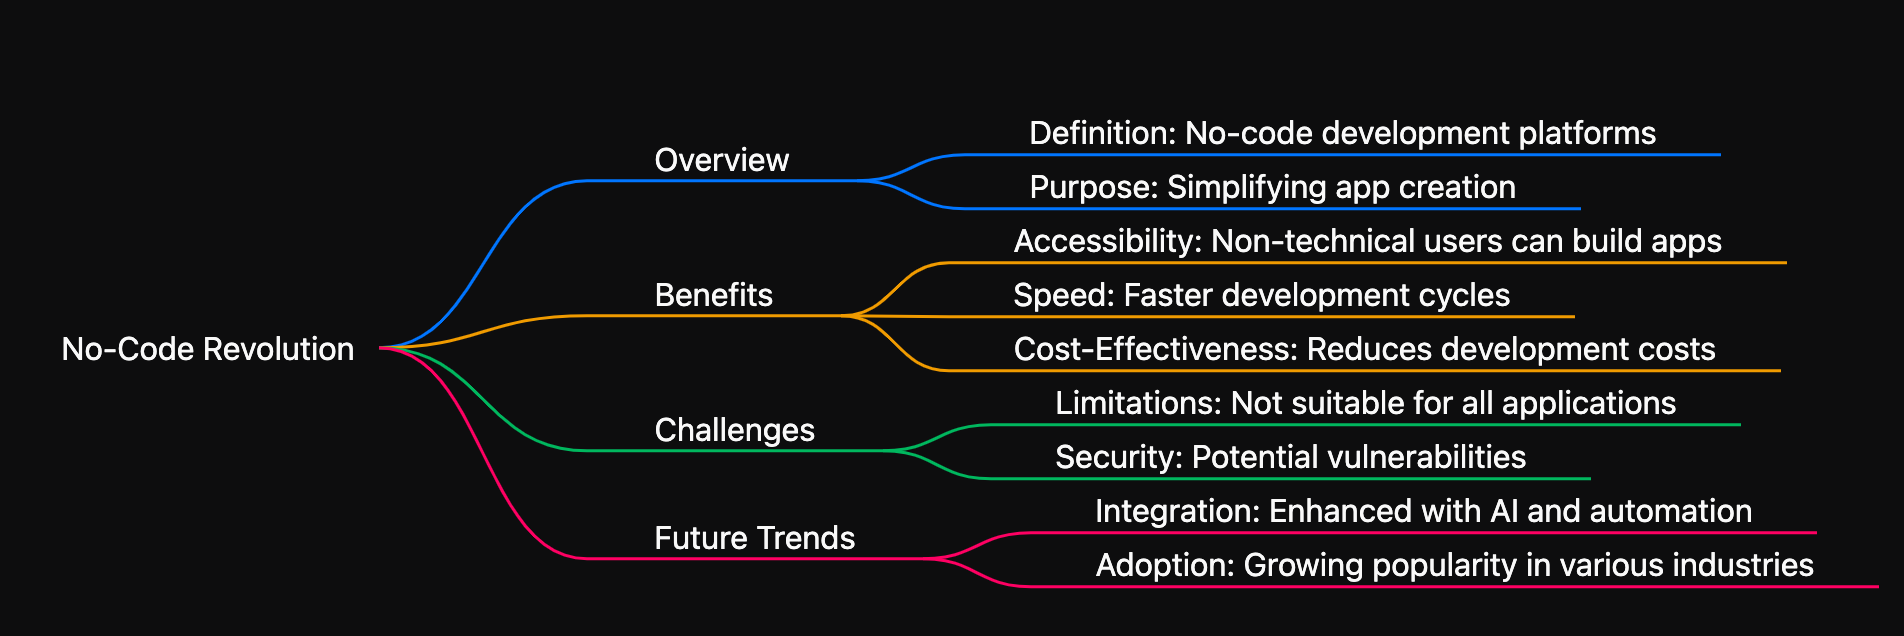 No-Code Revolution
Overview
Definition: No-code development platforms
Purpose: Simplifying app creation
Benefits
Accessibility: Non-technical users can build apps
Speed: Faster development cycles
Cost-Effectiveness: Reduces development costs
Challenges
Limitations: Not suitable for all applications
Security: Potential vulnerabilities
Future Trends
Integration: Enhanced with AI and automation
Adoption: Growing popularity in various industries